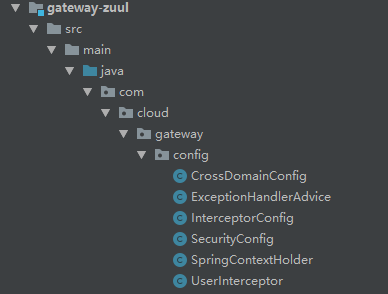 gateway-zuul
src
main
java
com
cloud
gateway
config
CrossDomainConfig
ExceptionHandlerAdvice
InterceptorConfig
SecurityConfig
SpringContextHolder
UserInterceptor